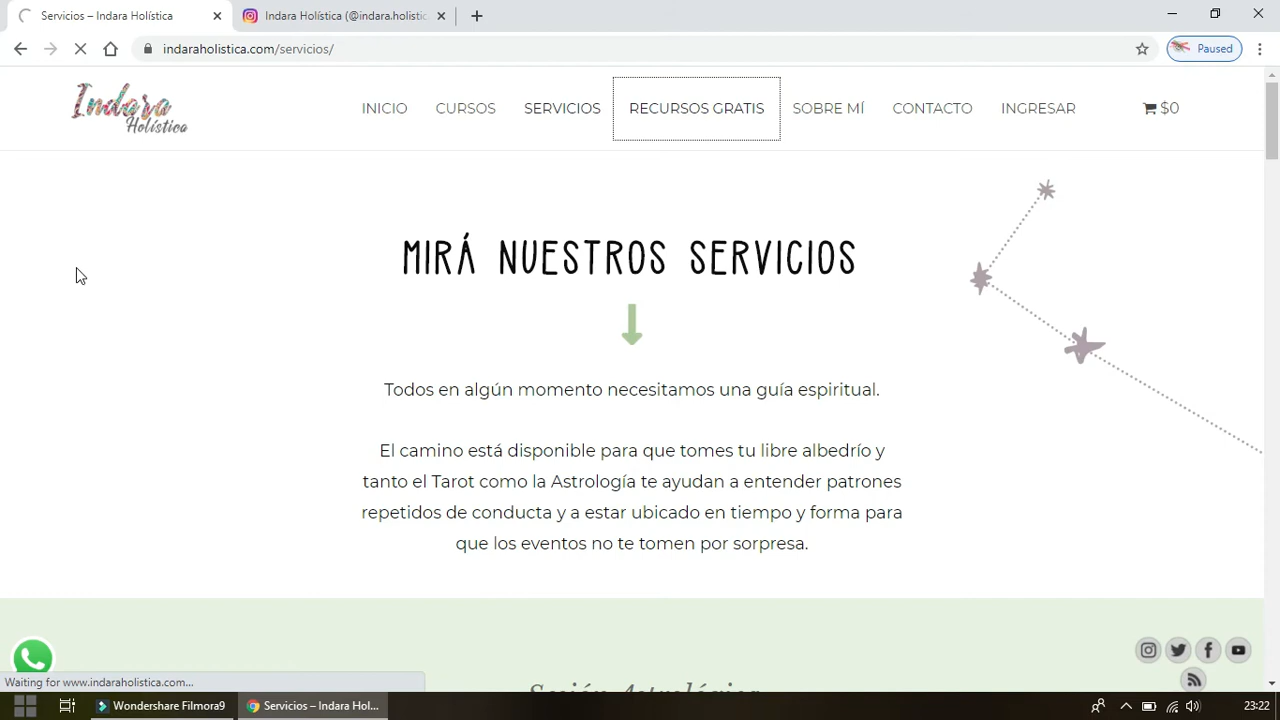 Servicios – Indara Holística
Indara Holística (@indara.holistic
indaraholistica.com/servicios/
Paused
Indara
Holística
INICIO
CURSOS
SERVICIOS
RECURSOS GRATIS
SOBRE MÍ
CONTACTO
INGRESAR
$0
MIRÁ NUESTROS SERVICIOS
Todos en algún momento necesitamos una guía espiritual.
El camino está disponible para que tomes tu libre albedrío y
tanto el Tarot como la Astrología te ayudan a entender patrones
repetidos de conducta y a estar ubicado en tiempo y forma para
que los eventos no te tomen por sorpresa.
Sesión Astrológica
Waiting for www.indaraholistica.com...
Wondershare Filmora9
Servicios – Indara Hol...
23:22